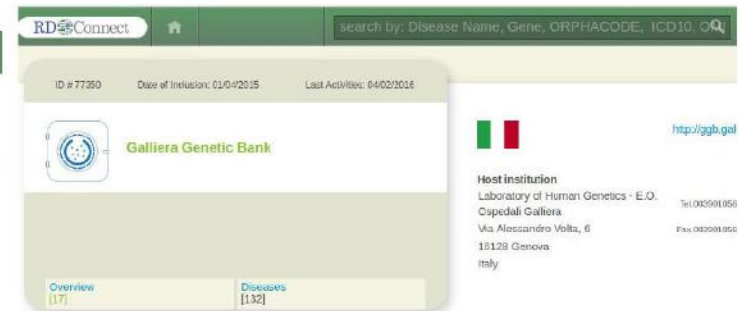 RD Connect
search by: Disease Name, Gene, ORPHACODE, ICD10, O
ID # 77350 Date of Inclusion: 01/04/2015 Last Activities: 04/02/2016
Galliera Genetic Bank
http://ggb.gal
Host institution
Laboratory of Human Genetics - E.O.
Ospedali Galliera
Via Alessandro Volta, 6
16128 Genova
Italy
Overview
[17]
Diseases
[132]